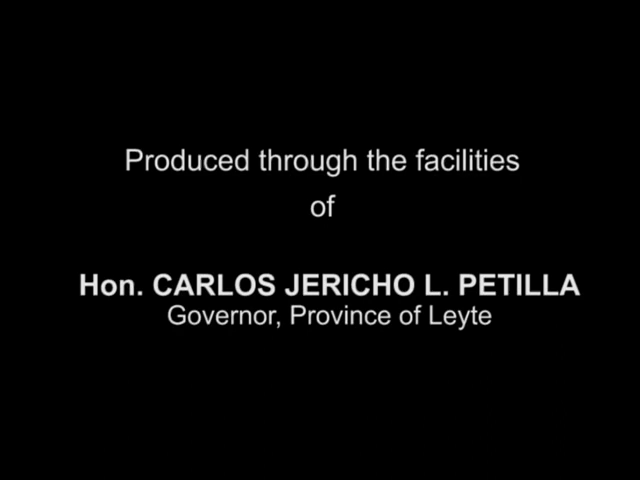 Produced through the facilities
of
Hon. CARLOS JERICHO L. PETILLA
Governor, Province of Leyte